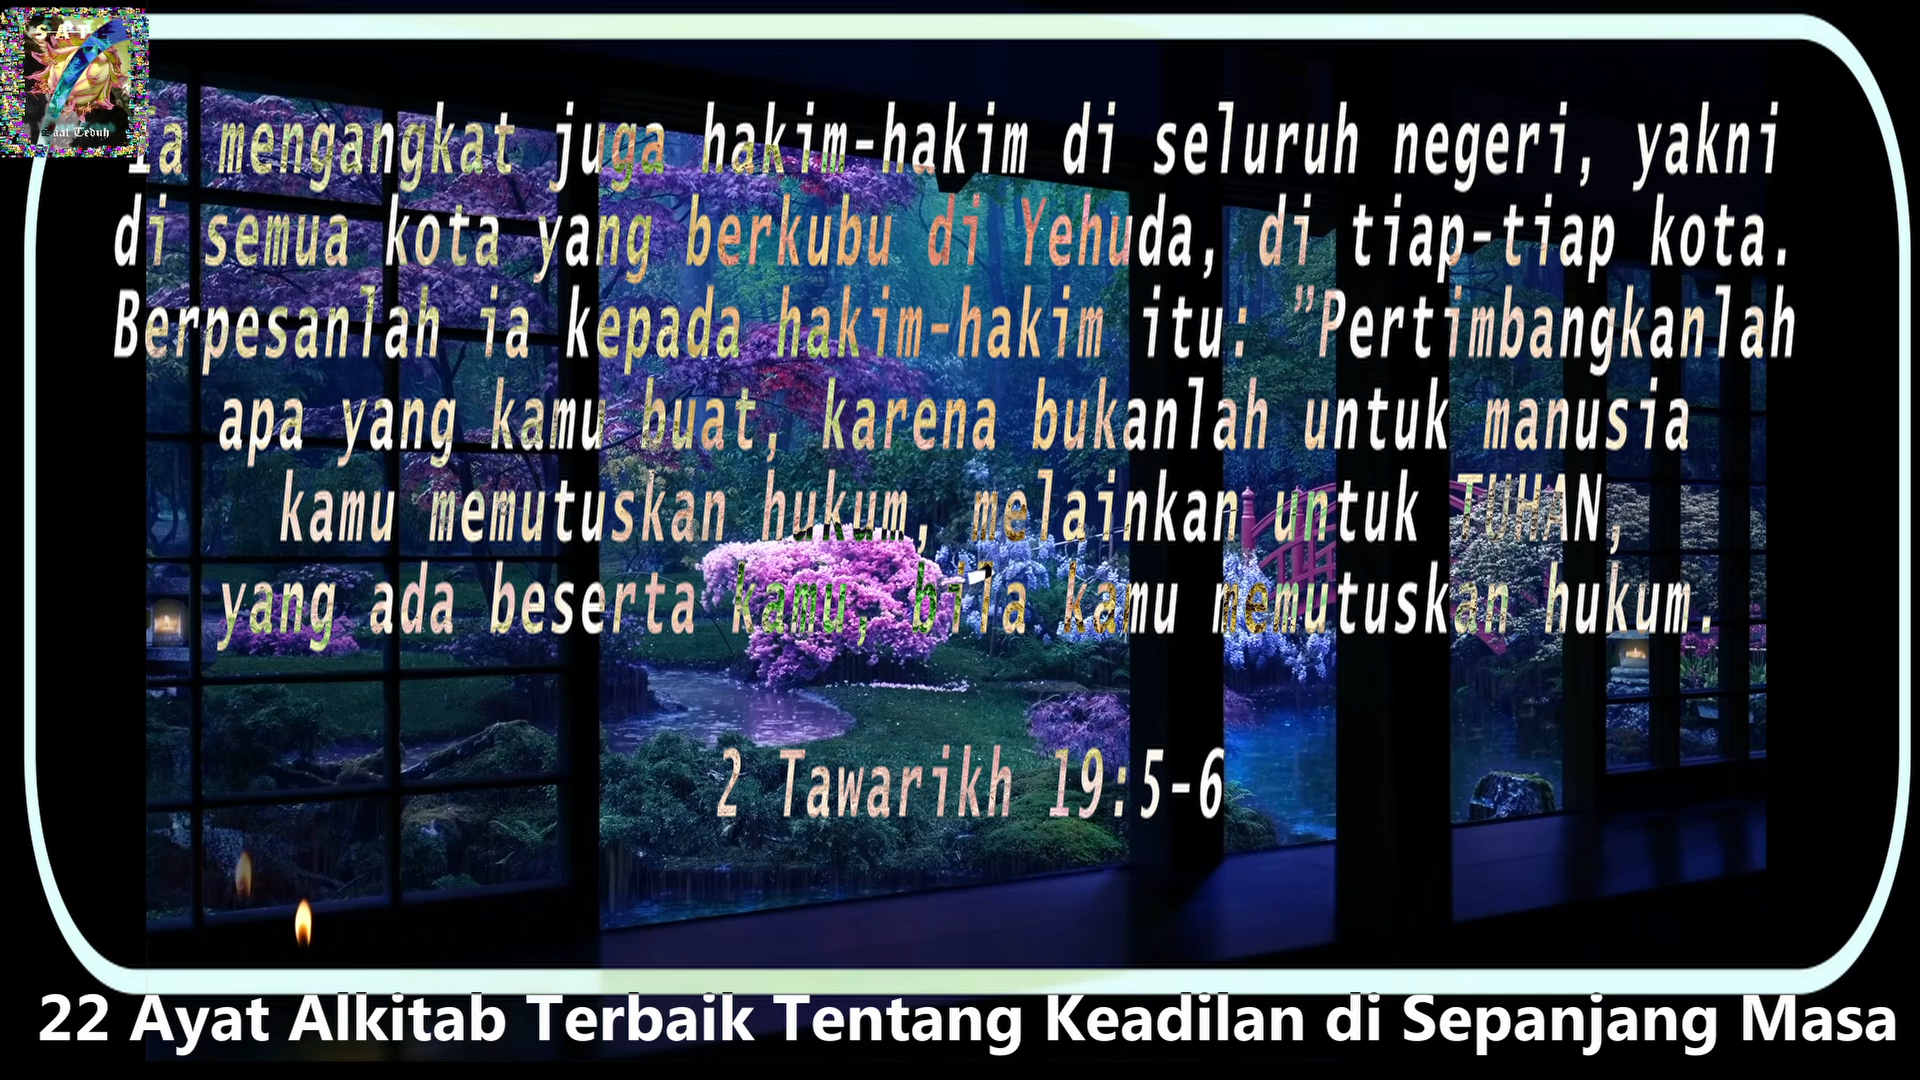 SAT
Saat Teduh
Ia mengangkat juga hakim-hakim di seluruh negeri, yakni
di semua kota yang berkubu di Yehuda, di tiap-tiap kota.
Berpesanlah ia kepada hakim-hakim itu: "Pertimbangkanlah
apa yang kamu buat, karena bukanlah untuk manusia
kamu memutuskan hukum, melainkan untuk TUHAN,
yang ada beserta kamu, bila kamu memutuskan hukum.
2 Tawarikh 19:5-6
22 Ayat Alkitab Terbaik Tentang Keadilan di Sepanjang Masa